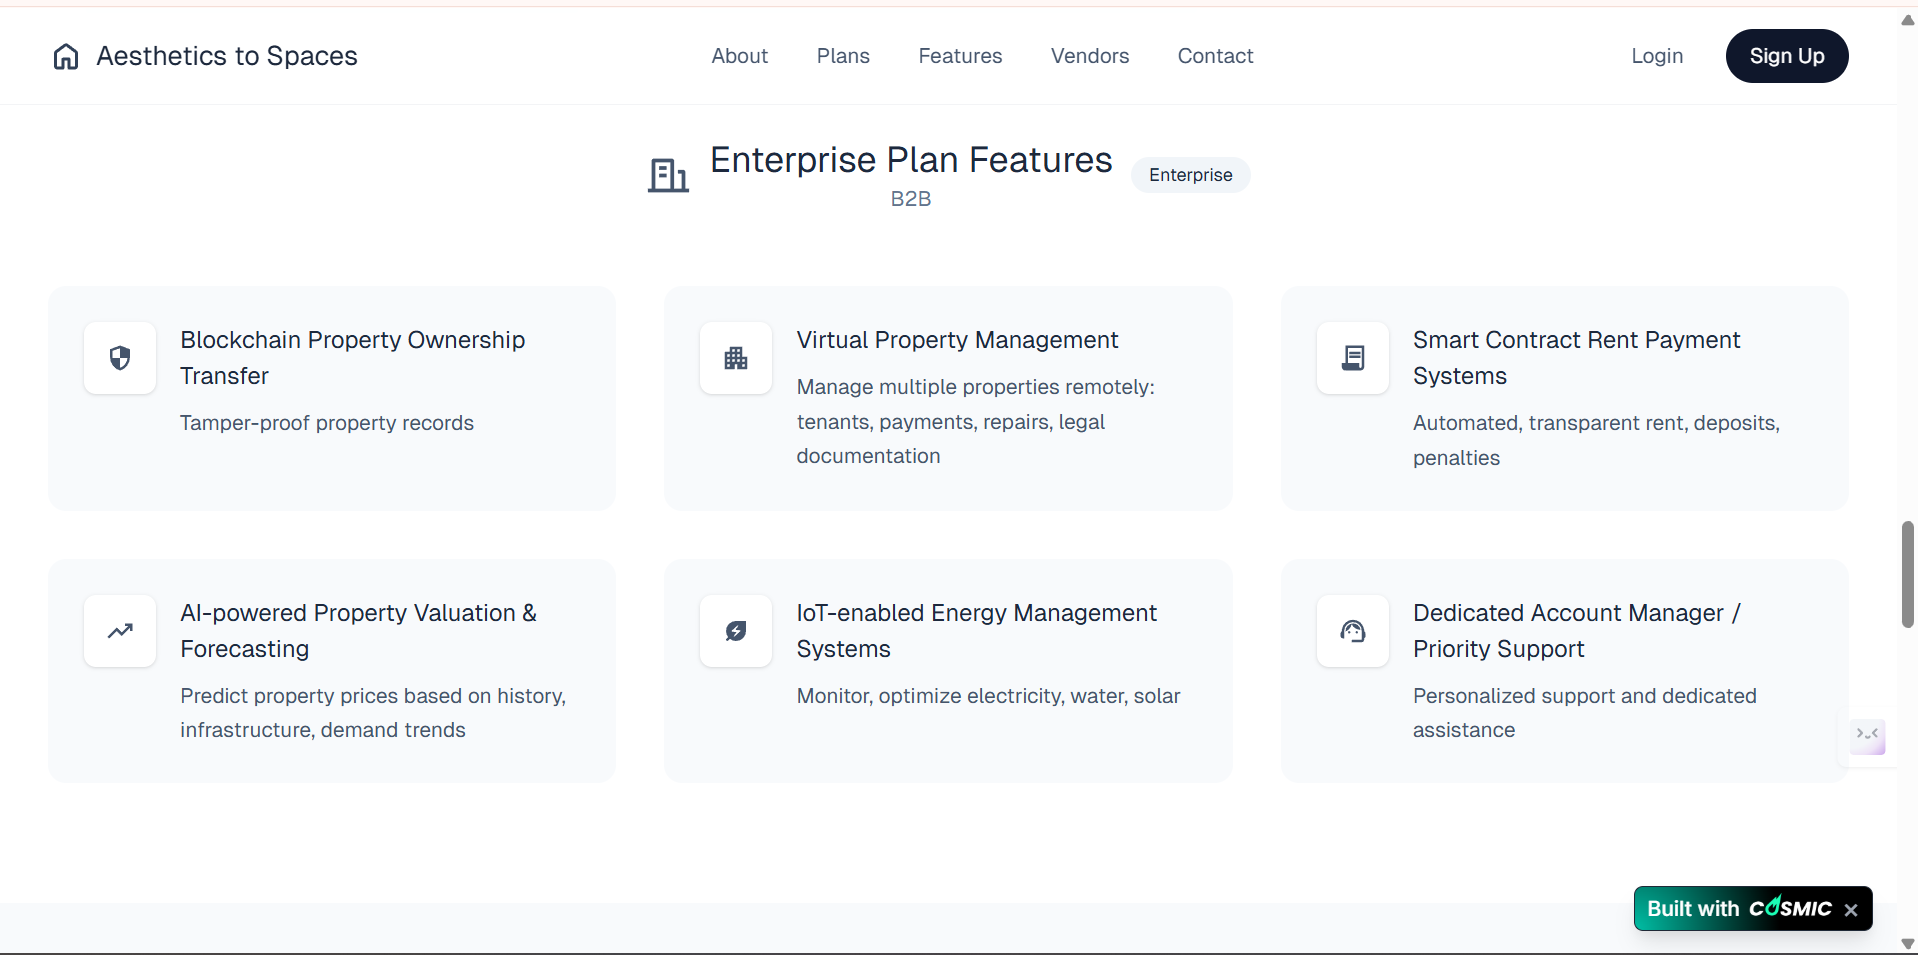 Aesthetics to Spaces
About
Plans
Features
Vendors
Contact
Login
Sign Up
Enterprise Plan Features
B2B
Enterprise
Blockchain Property Ownership
Transfer
Tamper-proof property records
Virtual Property Management
Manage multiple properties remotely:
tenants, payments, repairs, legal
documentation
Smart Contract Rent Payment
Systems
Automated, transparent rent, deposits,
penalties
AI-powered Property Valuation &
Forecasting
Predict property prices based on history,
infrastructure, demand trends
IoT-enabled Energy Management
Systems
Monitor, optimize electricity, water, solar
Dedicated Account Manager /
Priority Support
Personalized support and dedicated
assistance
Built with COSMIC